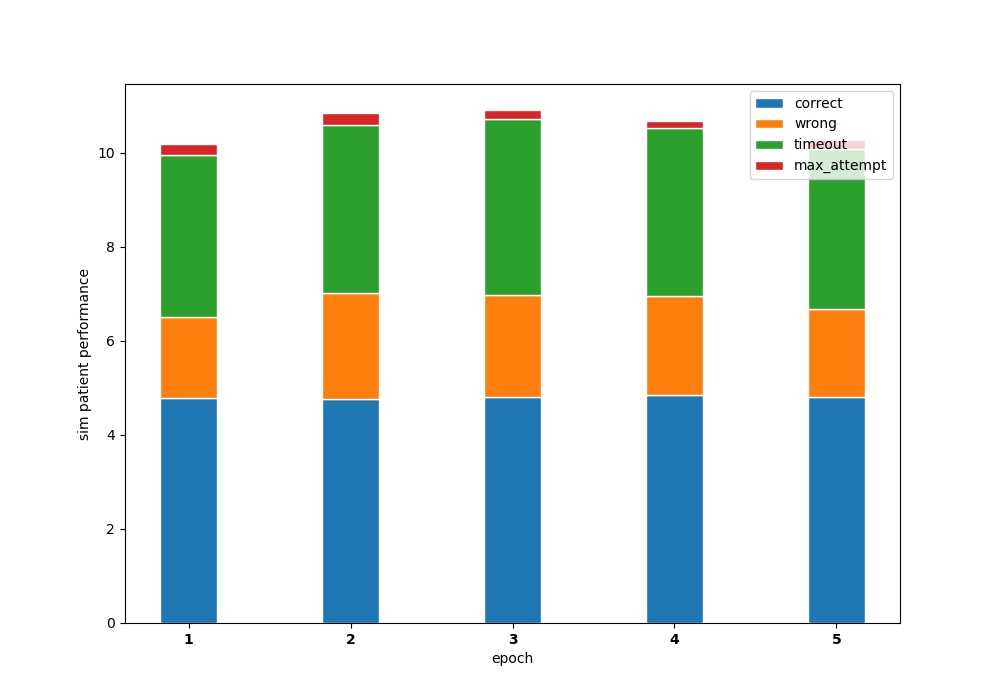 correct
wrong
timeout
max_attempt
10
8
6
4
2
0
sim patient performance
1 2 3 4 5
epoch